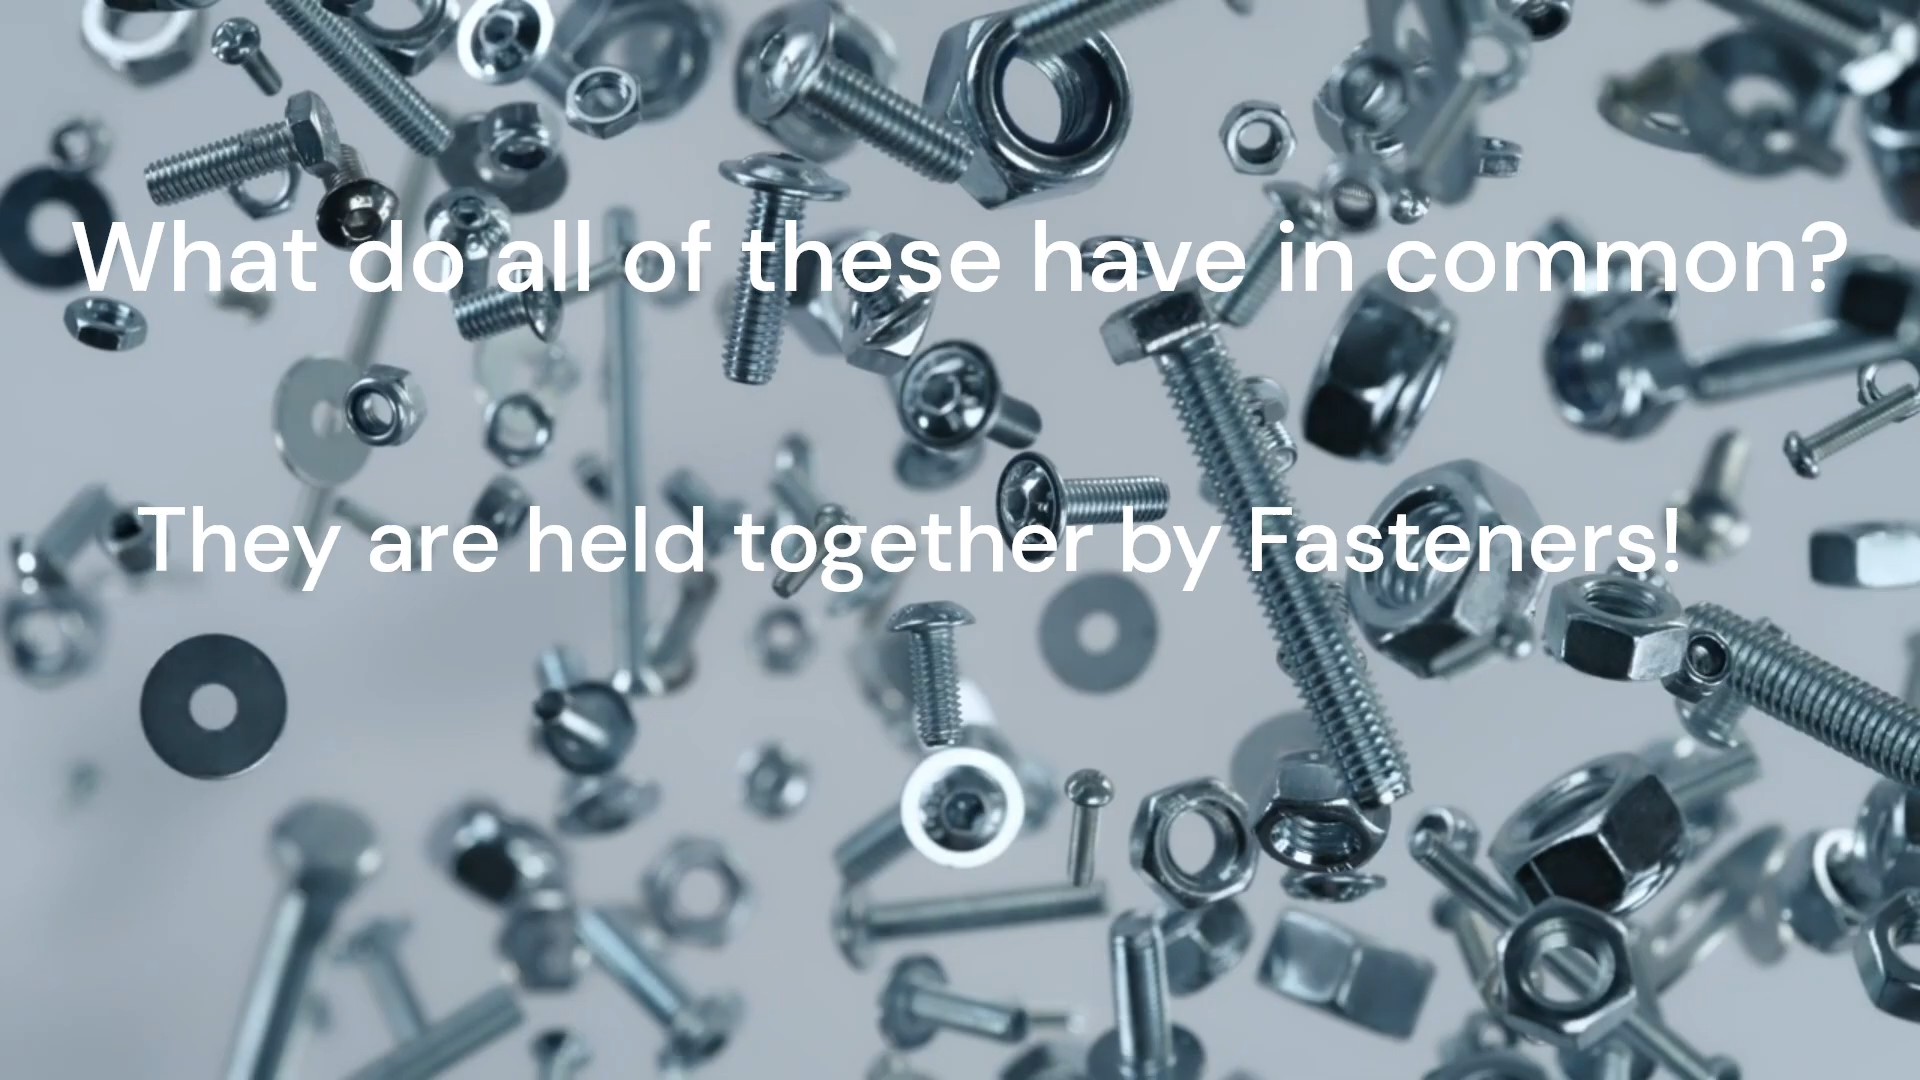 What do all of these have in common?
They are held together by Fasteners!